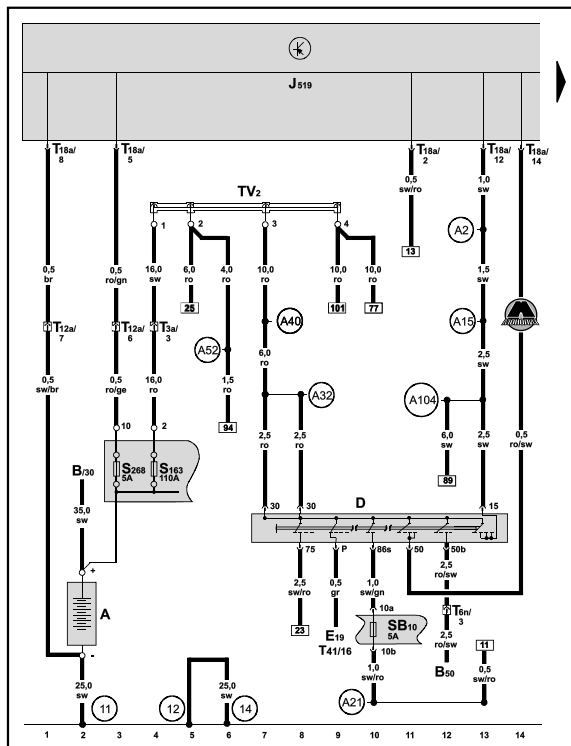 J519
T18a/
8
T18a/
5
T18a/
2
T18a/
12
T18a/
14
TV2
1
2
3
4
0,5
sw/ro
1,0
sw
13
A2
0,5
br
0,5
ro/gn
16,0
sw
6,0
ro
4,0
ro
10,0
ro
10,0
ro
10,0
ro
1,5
sw
25
101
77
T12a/
7
T12a/
6
T3a/
3
A40
A15
A52
6,0
ro
2,5
sw
0,5
sw/br
0,5
ro/ge
16,0
ro
1,5
ro
A32
A104
94
10
2
2,5
ro
2,5
ro
6,0
sw
2,5
sw
0,5
ro/sw
89
B/30
S268
5A
S163
110A
35,0
sw
D
30
30
15
75
P
86s
50
50b
+
A
-
2,5
sw/ro
0,5
gr
1,0
sw/gn
2,5
ro/sw
23
10a
T6n/
3
E19
T41/16
SB10
5A
10b
2,5
ro/sw
B50
11
25,0
sw
25,0
sw
1,0
sw/ro
0,5
sw/ro
11
12
14
A21
1 2 3 4 5 6 7 8 9 10 11 12 13 14